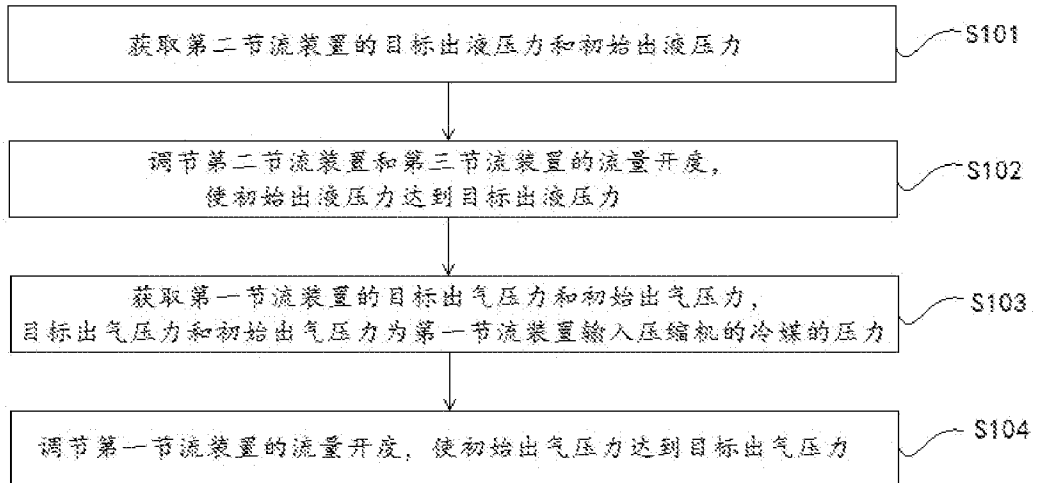 获取第二节流装置的目标出液压力和初始出液压力
S101
调节第二节流装置和第三节流装置的流量开度，
使初始出液压力达到目标出液压力
S102
获取第一节流装置的目标出气压力和初始出气压力，
目标出气压力和初始出气压力为第一节流装置输入压缩机的冷媒的压力
S103
调节第一节流装置的流量开度，使初始出气压力达到目标出气压力
S104